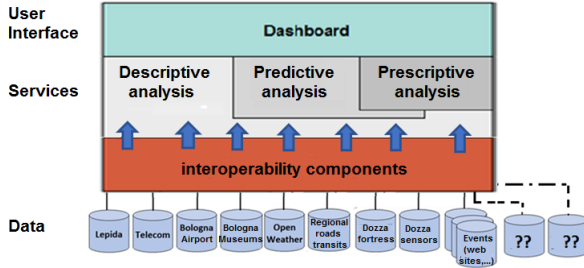 User
Interface
Dashboard
Services
Descriptive
analysis
Predictive
analysis
Prescriptive
analysis
interoperability components
Data
Lepida
Telecom
Bologna
Airport
Bologna
Museums
Open
Weather
Regional
roads
transits
Dozza
fortress
Dozza
sensors
Events
(web
sites,...)
??
??